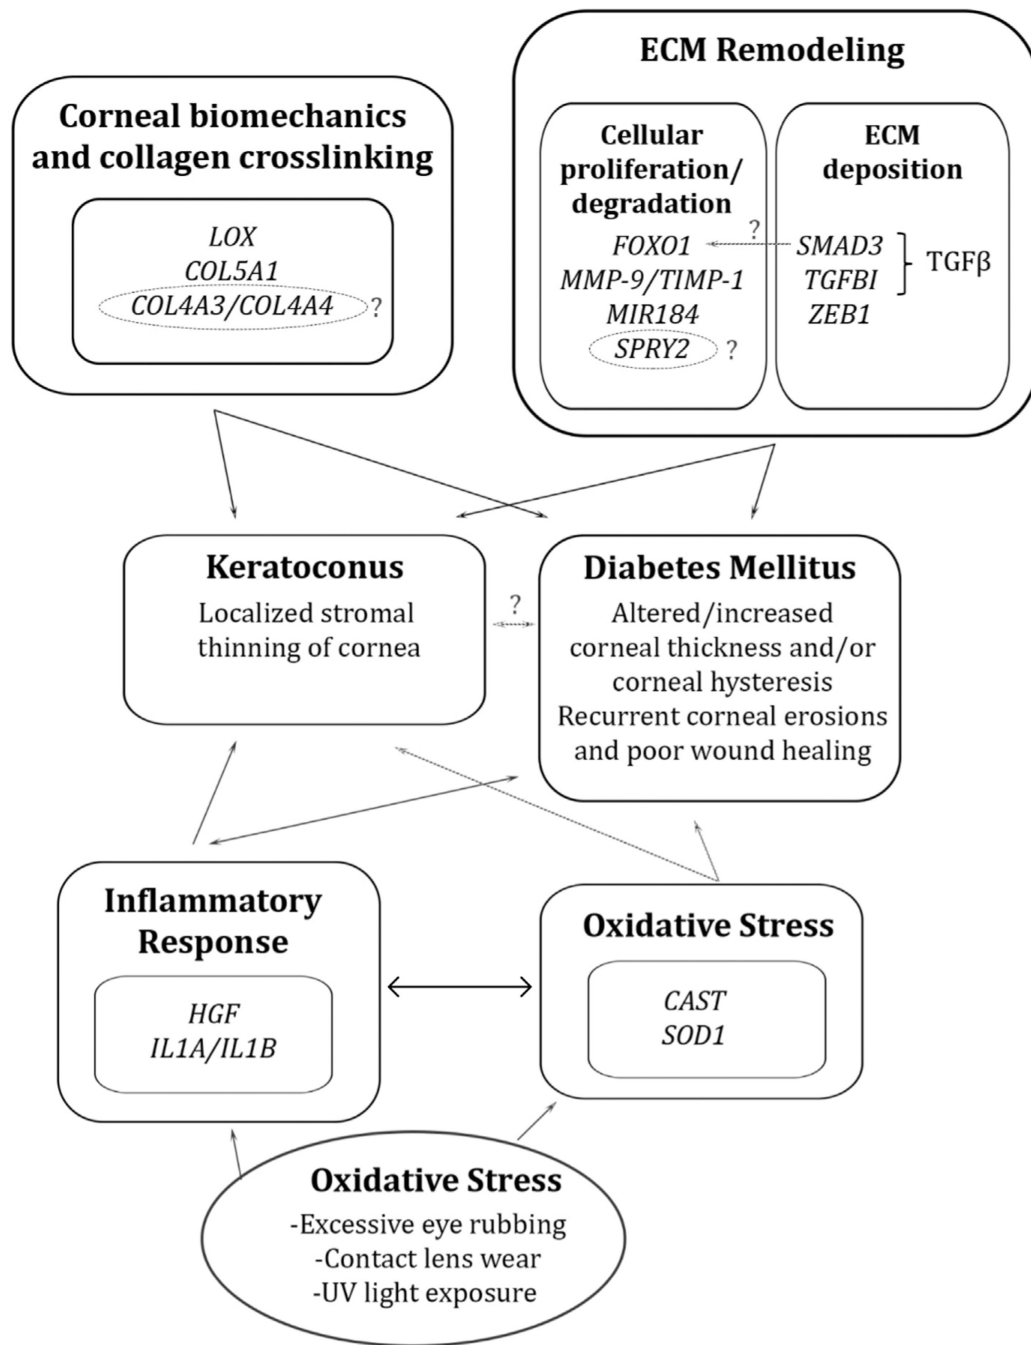 Corneal biomechanics
and collagen crosslinking
LOX
COL5A1
COL4A3/COL4A4
?
ECM Remodeling
Cellular
proliferation/
degradation
?
FOXO1
MMP-9/TIMP-1
MIR184
SPRY2
?
ECM
deposition
SMAD3
TGFBI
ZEB1
TGFβ
Keratoconus
Localized stromal
thinning of cornea
?
Diabetes Mellitus
Altered/increased
corneal thickness and/or
corneal hysteresis
Recurrent corneal erosions
and poor wound healing
Inflammatory
Response
HGF
IL1A/IL1B
Oxidative Stress
CAST
SOD1
Oxidative Stress
-Excessive eye rubbing
-Contact lens wear
-UV light exposure